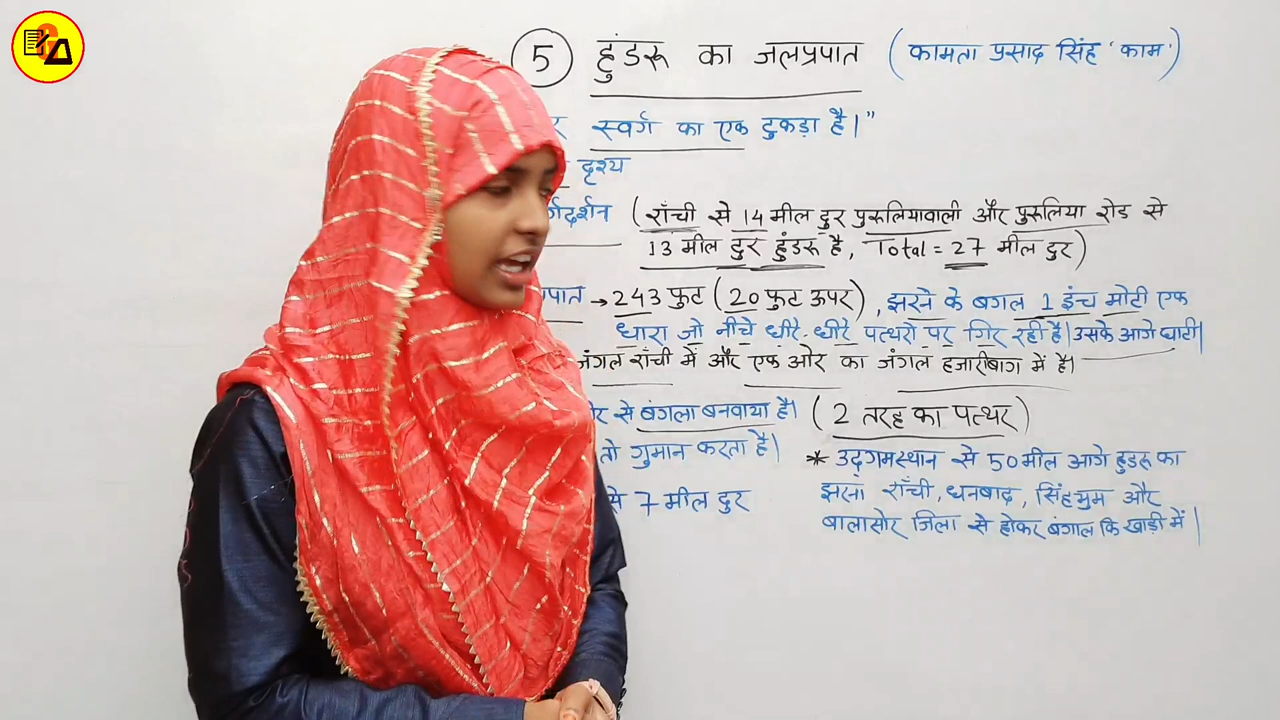 5 हुंडरू का जलप्रपात (कामता प्रसाद सिंह 'काम')
स्वर्ग का एक टुकड़ा है।"
दृश्य
र्गदर्शन (राँची से 14 मील दुर पुरूलियावाली और पुरूलिया रोड से
13 मील दुर हुंडरू है, Total = 27 मील दुर)
पात → 243 फुट (20 फुट ऊपर), झरने के बगल 1 इंच मोटी एक
धारा जो नीचे धीरे-धीरे पत्थरो पर गिर रही है। उसके आगे घाटी।
जंगल राँची में और एक ओर का जंगल हजारीबाग में है।
से बंगला बनवाया है। (2 तरह का पत्थर)
तो गुमान करता है।
* उद्गमस्थान से 50 मील आगे हुडरू का
से 7 मील दुर
झरना राँची, धनबाद, सिंहभुम और
बालासोर जिला से होकर बंगाल कि खाड़ी में।